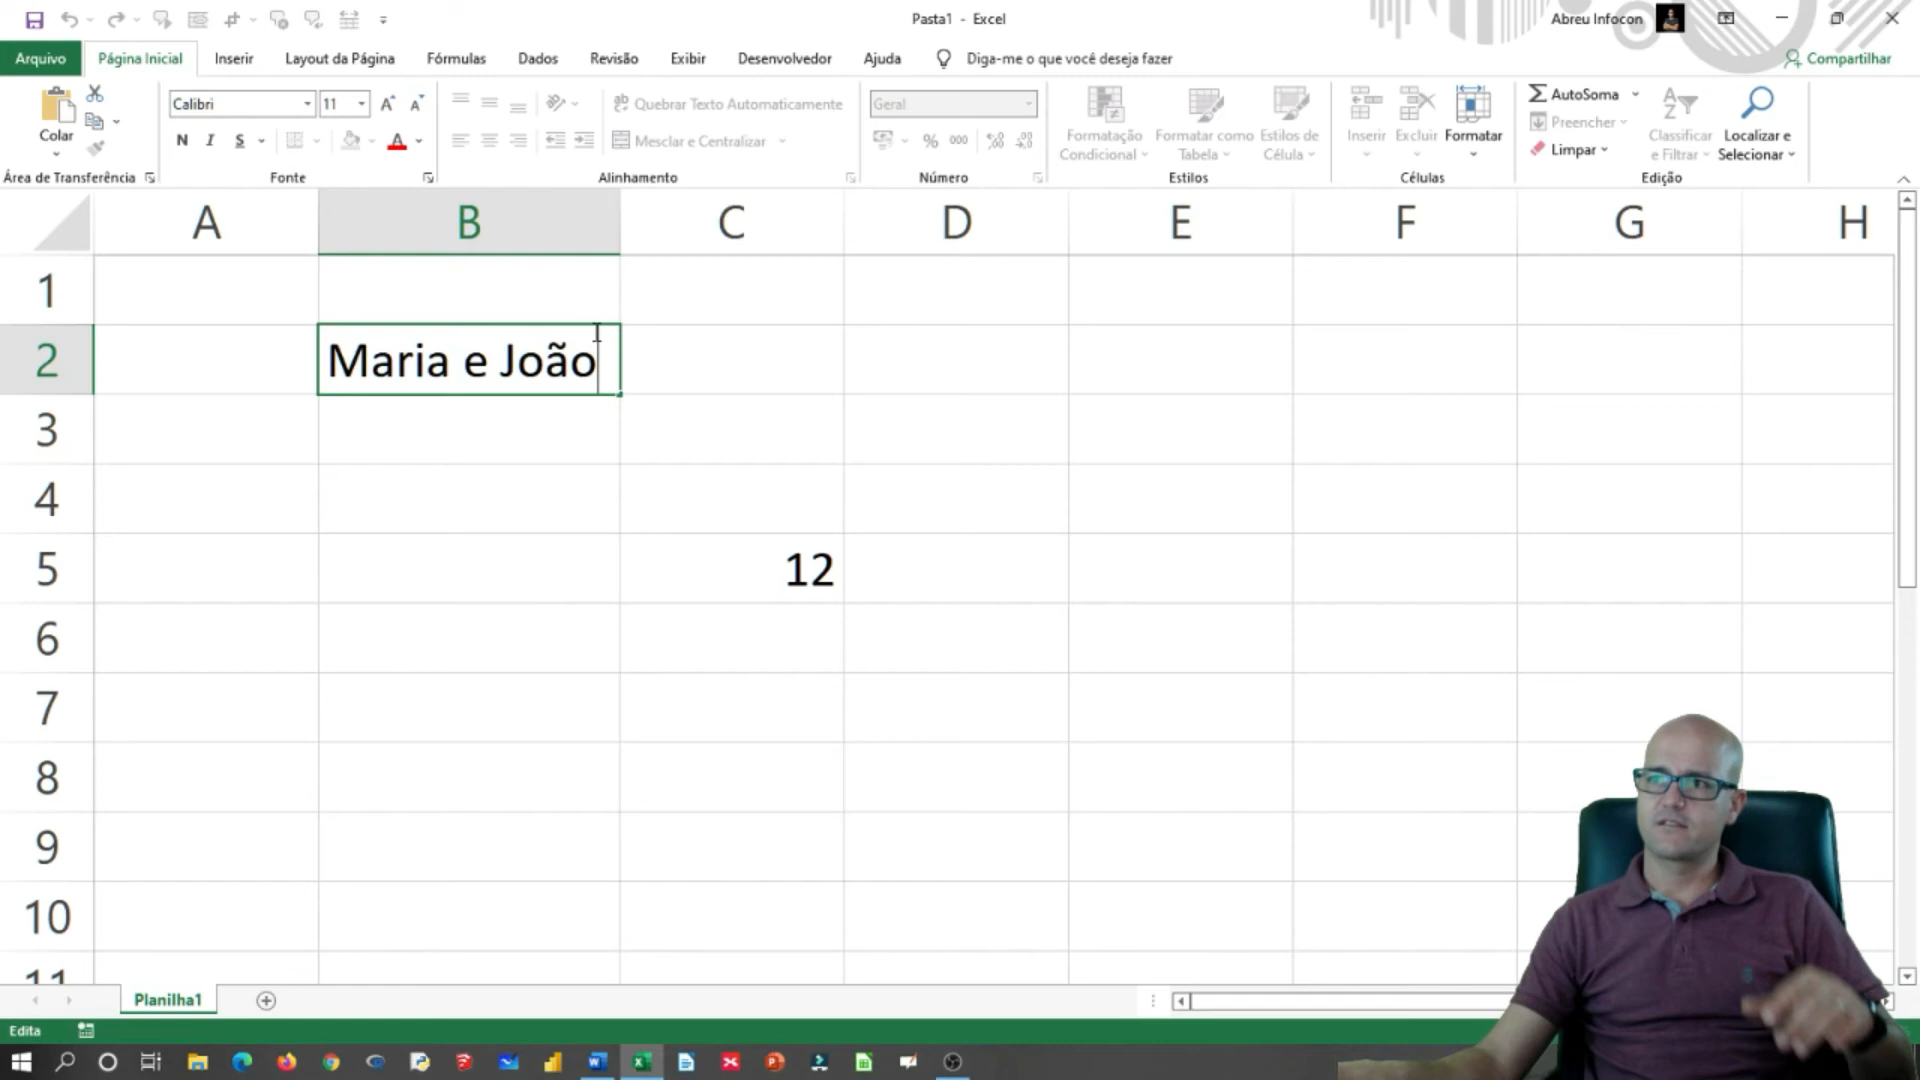 Pasta1 - Excel
Abreu Infocon
Arquivo Página Inicial Inserir Layout da Página Fórmulas Dados Revisão Exibir Desenvolvedor Ajuda Diga-me o que você deseja fazer Compartilhar
Colar
Área de Transferência
Calibri 11
N I S A
Fonte
Quebrar Texto Automaticamente
Mesclar e Centralizar
Alinhamento
Geral
% 000
Número
Formatação Condicional
Formatar como Tabela
Estilos de Célula
Estilos
Inserir Excluir Formatar
Células
AutoSoma
Preencher
Limpar
Classificar e Filtrar
Localizar e Selecionar
Edição
A B C D E F G H
1
2 Maria e João
3
4
5 12
6
7
8
9
10
11
Planilha1
Edita